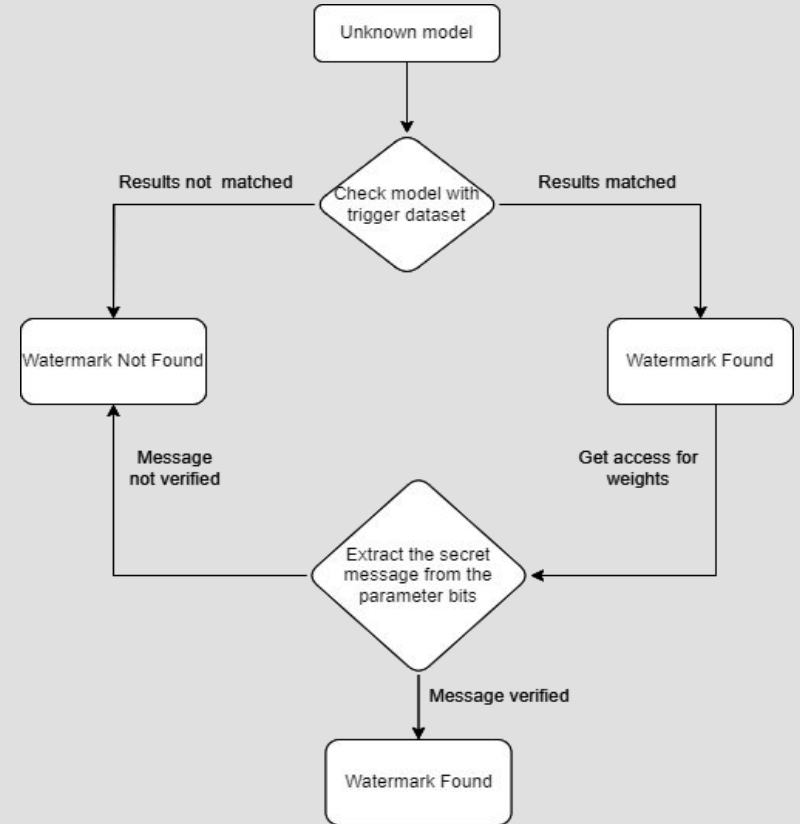 Unknown model
Results not matched
Check model with
trigger dataset
Results matched
Watermark Not Found
Watermark Found
Message
not verified
Get access for
weights
Extract the secret
message from the
parameter bits
Message verified
Watermark Found